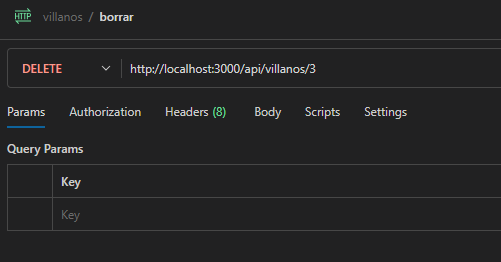 HTTP villanos / borrar
DELETE http://localhost:3000/api/villanos/3
Params Authorization Headers (8) Body Scripts Settings
Query Params
Key
Key